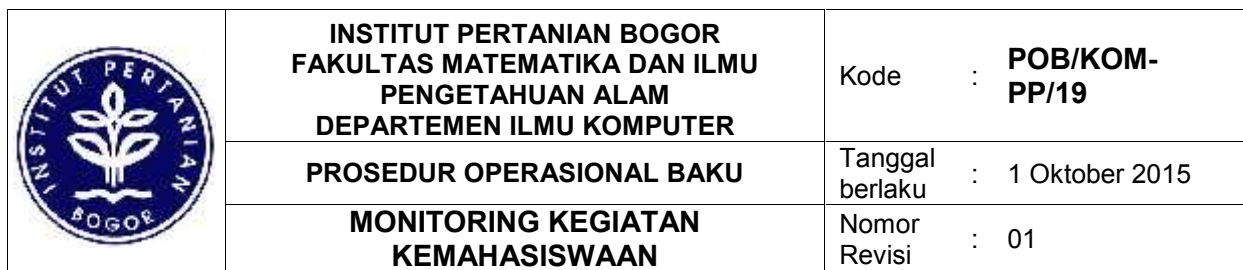 INSTITUT PERTANIAN BOGOR
INSTITUT PERTANIAN BOGOR
FAKULTAS MATEMATIKA DAN ILMU
PENGETAHUAN ALAM
DEPARTEMEN ILMU KOMPUTER
Kode : POB/KOM-
PP/19
PROSEDUR OPERASIONAL BAKU
Tanggal
berlaku : 1 Oktober 2015
MONITORING KEGIATAN
KEMAHASISWAAN
Nomor
Revisi : 01